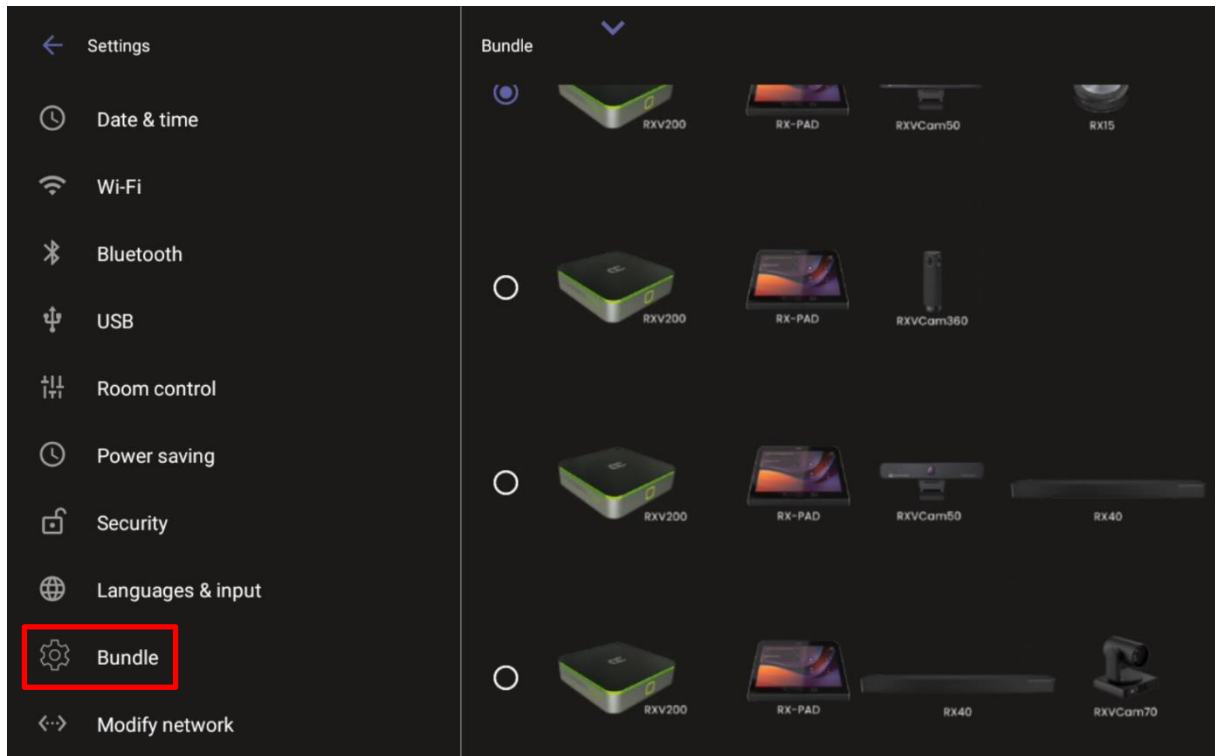 Settings
Date & time
Wi-Fi
Bluetooth
USB
Room control
Power saving
Security
Languages & input
Bundle
Modify network
Bundle
RXV200 RX-PAD RXVCam50 RX15
RXV200 RX-PAD RXVCam360
RXV200 RX-PAD RXVCam50 RX40
RXV200 RX-PAD RX40 RXVCam70